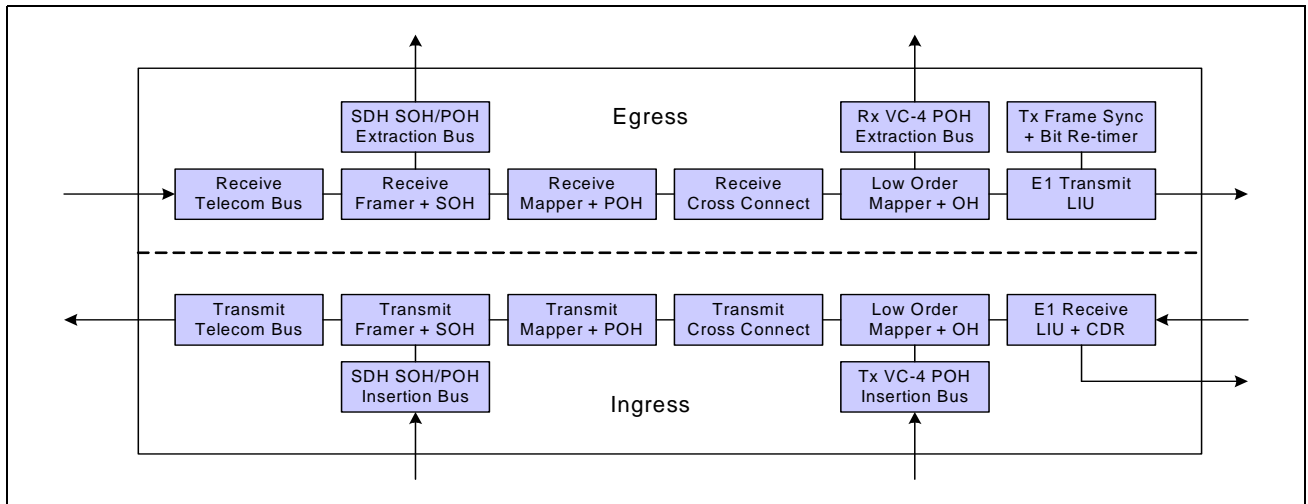 SDH SOH/POH
Extraction Bus
Egress
Rx VC-4 POH
Extraction Bus
Tx Frame Sync
+ Bit Re-timer
Receive
Telecom Bus
Receive
Framer + SOH
Receive
Mapper + POH
Receive
Cross Connect
Low Order
Mapper + OH
E1 Transmit
LIU
Transmit
Telecom Bus
Transmit
Framer + SOH
Transmit
Mapper + POH
Transmit
Cross Connect
Low Order
Mapper + OH
E1 Receive
LIU + CDR
SDH SOH/POH
Insertion Bus
Ingress
Tx VC-4 POH
Insertion Bus